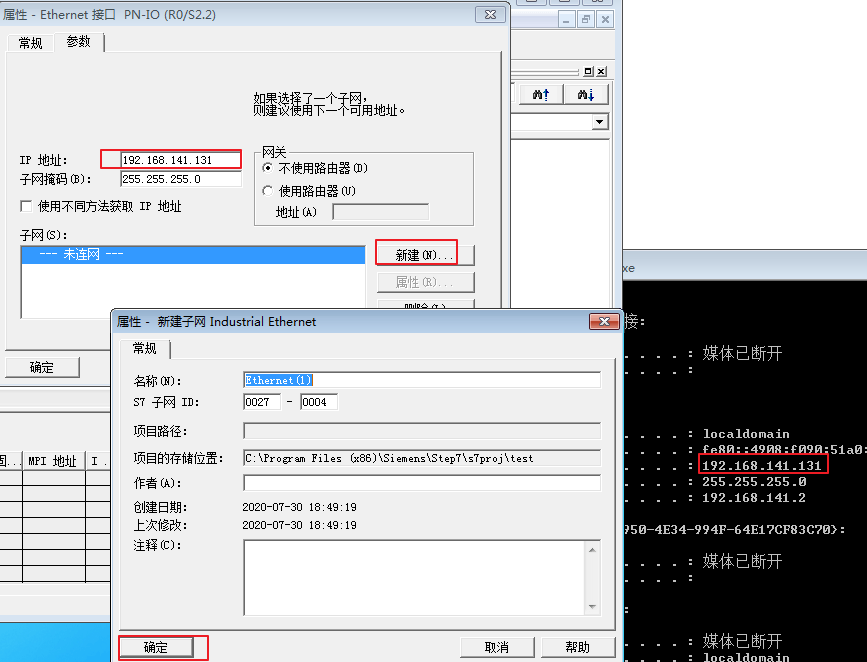 属性 - Ethernet 接口 PN-IO (R0/S2.2)
常规 参数
如果选择了一个子网,
则建议使用下一个可用地址。
IP 地址:
192.168.141.131
子网掩码(B):
255.255.255.0
使用不同方法获取 IP 地址
网关
不使用路由器(D)
使用路由器(U)
地址(A)
子网(S):
--- 未连网 ---
新建(N)...
属性(R)...
确定
MPI 地址 I ..
属性 - 新建子网 Industrial Ethernet
常规
名称(N):
Ethernet(1)
S7 子网 ID:
0027 - 0004
项目路径:
项目的存储位置:
C:\Program Files (x86)\Siemens\Step7\s7proj\test
作者(A):
创建日期:
2020-07-30 18:49:19
上次修改:
2020-07-30 18:49:19
注释(C):
确定 取消 帮助
xe
接:
. . . . : 媒体已断开
. . . . :
. . . . : localdomain
. . . . : fe80::4908:f090:51a0:
. . . . : 192.168.141.131
. . . . : 255.255.255.0
. . . . : 192.168.141.2
950-4E34-994F-64E17CF83C70}:
. . . . : 媒体已断开
. . . . :
:
. . . . : 媒体已断开
. . . . : localdomain